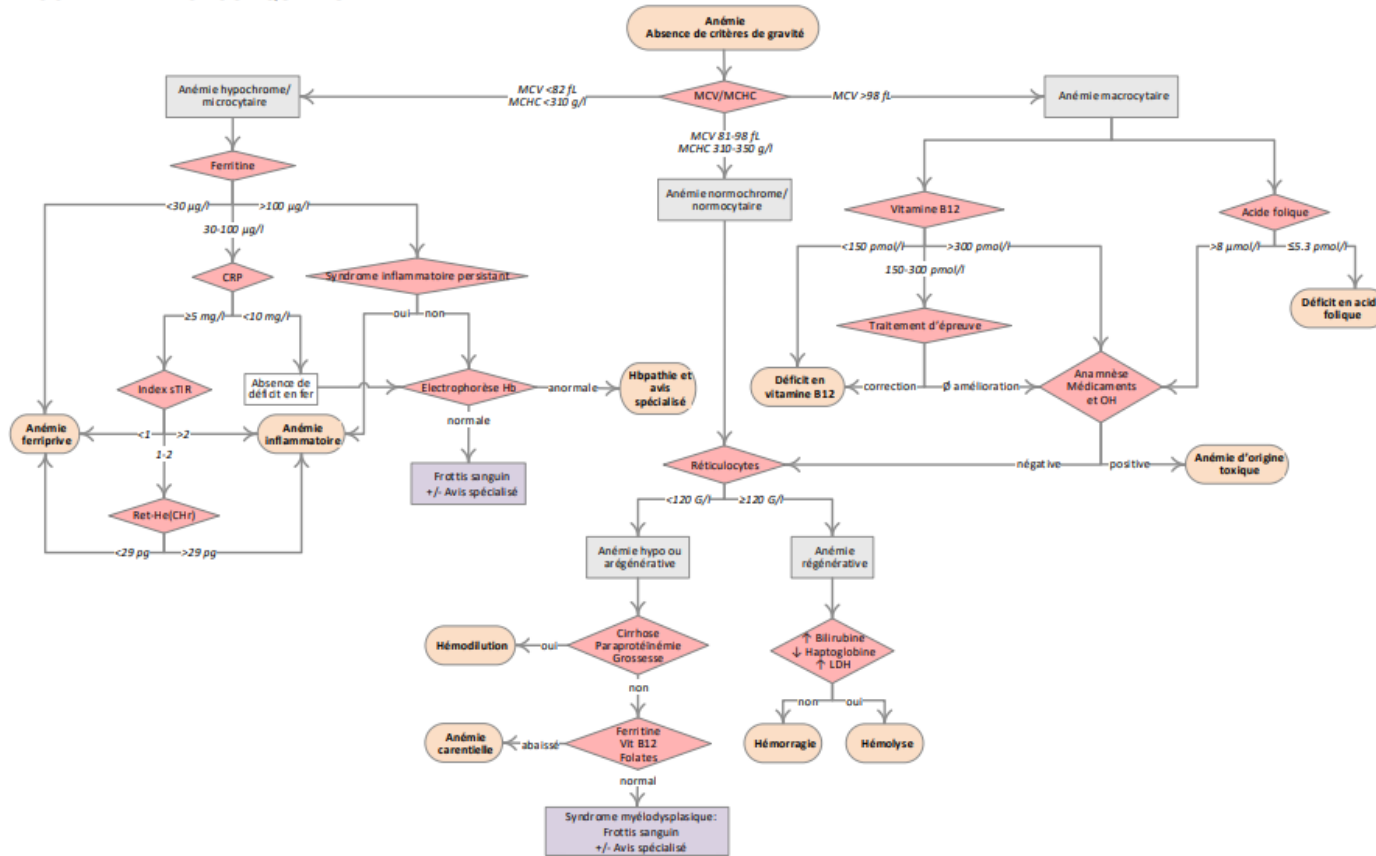 Anémie
Absence de critères de gravité
MCV/MCHC
MCV <82 fL
MCHC <310 g/l
MCV >98 fL
MCV 81-98 fL
MCHC 310-350 g/l
Anémie hypochrome/
microcytaire
Ferritine
<30 µg/l
>100 µg/l
30-100 µg/l
CRP
Syndrome inflammatoire persistant
≥5 mg/l
<10 mg/l
oui
non
Index sTIR
Absence de
déficit en fer
Electrophorèse Hb
anormale
Hbpathie et
avis
spécialisé
normale
Frottis sanguin
+/- Avis spécialisé
Anémie
ferriprive
<1
>2
1-2
Anémie
inflammatoire
Ret-He(CHr)
<29 pg
>29 pg
Anémie normochrome/
normocytaire
Anémie macrocytaire
Vitamine B12
Acide folique
<150 pmol/l
>300 pmol/l
150-300 pmol/l
>8 µmol/l
≤5.3 pmol/l
Déficit en acid
folique
Traitement d'épreuve
Déficit en
vitamine B12
correction
Ø amélioration
Anamnèse
Médicaments
et OH
négative
positive
Anémie d'origine
toxique
Réticulocytes
<120 G/l
≥120 G/l
Anémie hypo ou
arégénérative
Anémie
régénérative
Cirrhose
Paraprotéinémie
Grossesse
oui
Hémodilution
non
Ferritine
Vit B12
Folates
abaissé
Anémie
carentielle
normal
Syndrome myélodysplasique:
Frottis sanguin
+/- Avis spécialisé
↑ Bilirubine
↓ Haptoglobine
↑ LDH
non
oui
Hémorragie
Hémolyse